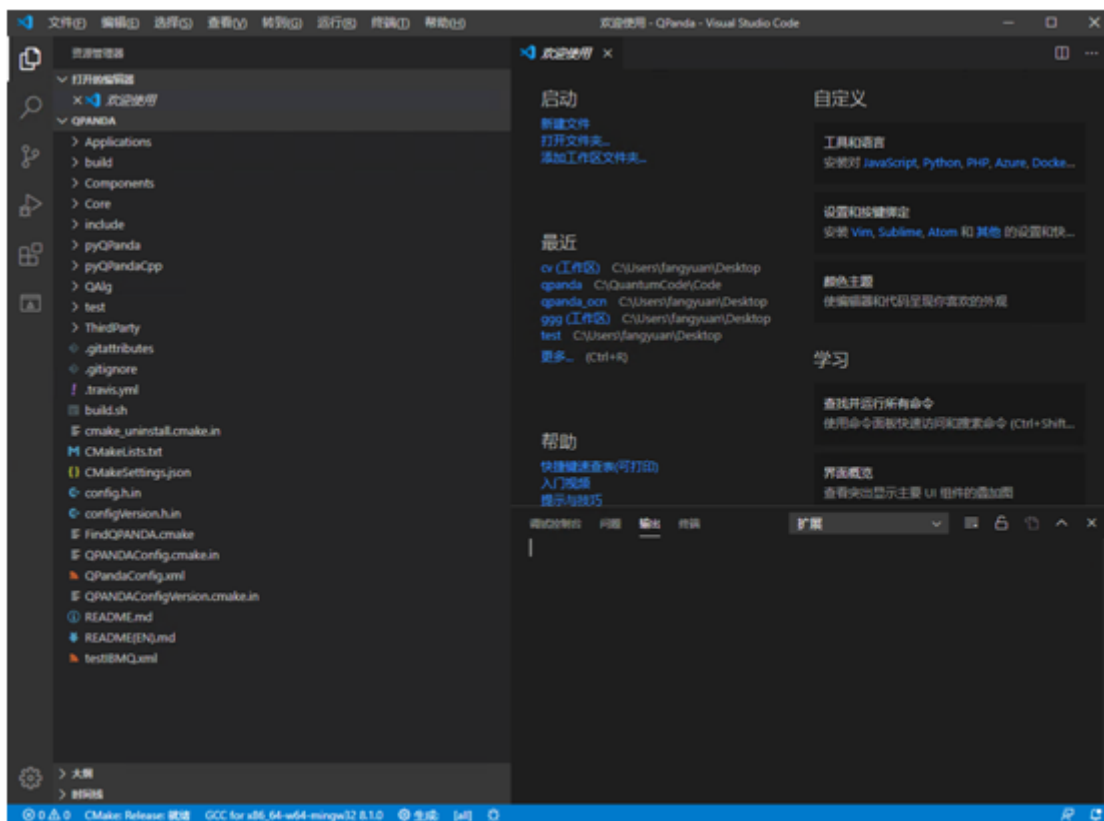 文件(F) 编辑(E) 选择(S) 查看(V) 转到(G) 运行(R) 终端(T) 帮助(H) 欢迎使用 - QPanda - Visual Studio Code
资源管理器
打开的编辑器
欢迎使用
QPANDA
Applications
build
Components
Core
include
pyQPanda
pyQPandaCpp
QAlg
test
ThirdParty
.gitattributes
.gitignore
.travis.yml
build.sh
cmake_uninstall.cmake.in
CMakeLists.txt
CMakeSettings.json
config.h.in
configVersion.h.in
FindQPANDA.cmake
QPANDAConfig.cmake.in
QPandaConfig.xml
QPANDAConfigVersion.cmake.in
README.md
README(EN).md
testIBMQ.xml
大纲
时间线
欢迎使用
启动
新建文件
打开文件夹...
添加工作区文件夹...
最近
cv (工作区) C:\Users\fangyuan\Desktop
qpanda C:\QuantumCode\Code
qpanda_ocn C:\Users\fangyuan\Desktop
ggg (工作区) C:\Users\fangyuan\Desktop
test C:\Users\fangyuan\Desktop
更多... (Ctrl+R)
帮助
快捷键速查表(可打印)
入门视频
提示与技巧
自定义
工具和语言
安装对 JavaScript, Python, PHP, Azure, Docke...
设置和按键绑定
安装 Vim, Sublime, Atom 和 其他 的设置和快...
颜色主题
使编辑器和代码呈现你喜欢的外观
学习
查找并运行所有命令
使用命令面板快速访问和搜索命令 (Ctrl+Shift...
界面概览
查看突出显示主要 UI 组件的叠加图
调试控制台 问题 输出 终端 扩展
0 0 CMake: Release: 就绪 GCC for x86_64-w64-mingw32 8.1.0 生成: [all]